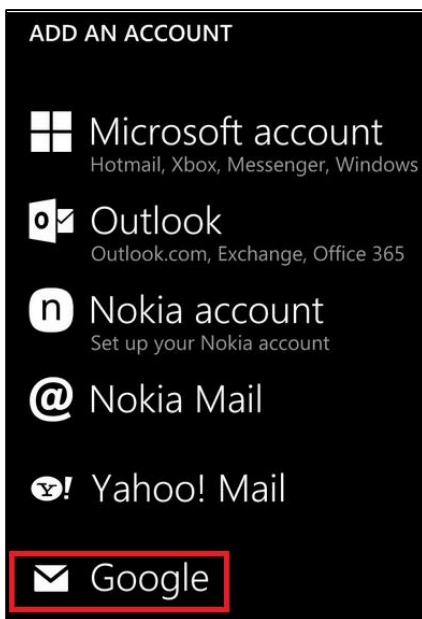 ADD AN ACCOUNT
Microsoft account
Hotmail, Xbox, Messenger, Windows
Outlook
Outlook.com, Exchange, Office 365
n Nokia account
Set up your Nokia account
@ Nokia Mail
Y! Yahoo! Mail
Google